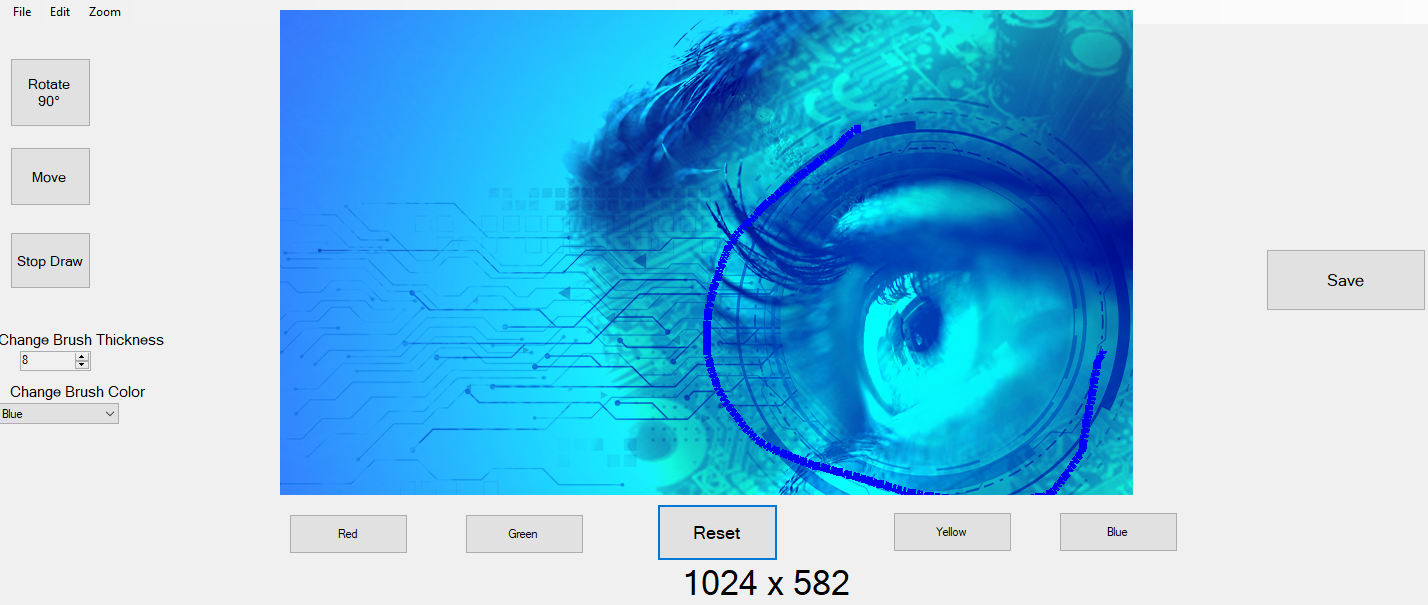 File Edit Zoom
Rotate
90°
Move
Stop Draw
Change Brush Thickness
8
Change Brush Color
Blue
Save
Red Green Reset Yellow Blue
1024 x 582